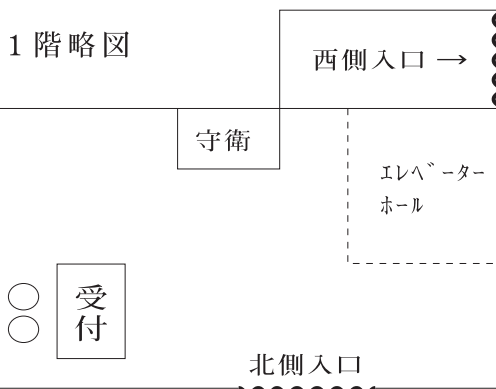 1階略図
西側入口→
守衛
エレベーター
ホール
受付
北側入口